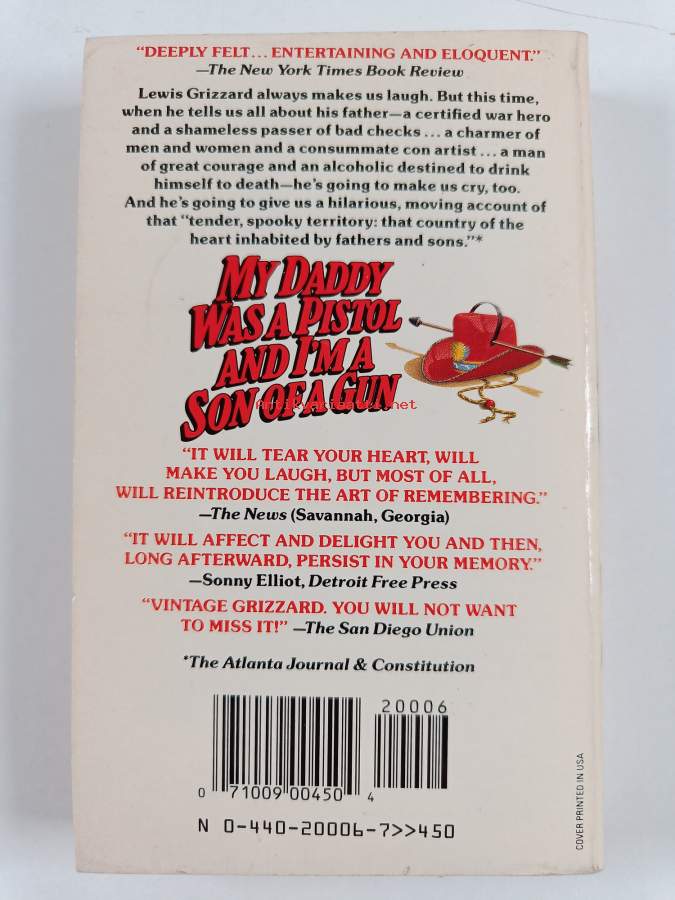 “DEEPLY FELT... ENTERTAINING AND ELOQUENT.”
—The New York Times Book Review
Lewis Grizzard always makes us laugh. But this time,
when he tells us all about his father—a certified war hero
and a shameless passer of bad checks ... a charmer of
men and women and a consummate con artist ... a man
of great courage and an alcoholic destined to drink
himself to death—he’s going to make us cry, too.
And he’s going to give us a hilarious, moving account of
that “tender, spooky territory: that country of the
heart inhabited by fathers and sons.”*
MY DADDY
WAS A PISTOL
AND I’M A
SON OF A GUN
“IT WILL TEAR YOUR HEART, WILL
MAKE YOU LAUGH, BUT MOST OF ALL,
WILL REINTRODUCE THE ART OF REMEMBERING.”
—The News (Savannah, Georgia)
“IT WILL AFFECT AND DELIGHT YOU AND THEN,
LONG AFTERWARD, PERSIST IN YOUR MEMORY.”
—Sonny Elliot, Detroit Free Press
“VINTAGE GRIZZARD. YOU WILL NOT WANT
TO MISS IT!” —The San Diego Union
*The Atlanta Journal & Constitution
20006
0 71009 00450 4
N 0-440-20006-7>>450
COVER PRINTED IN USA